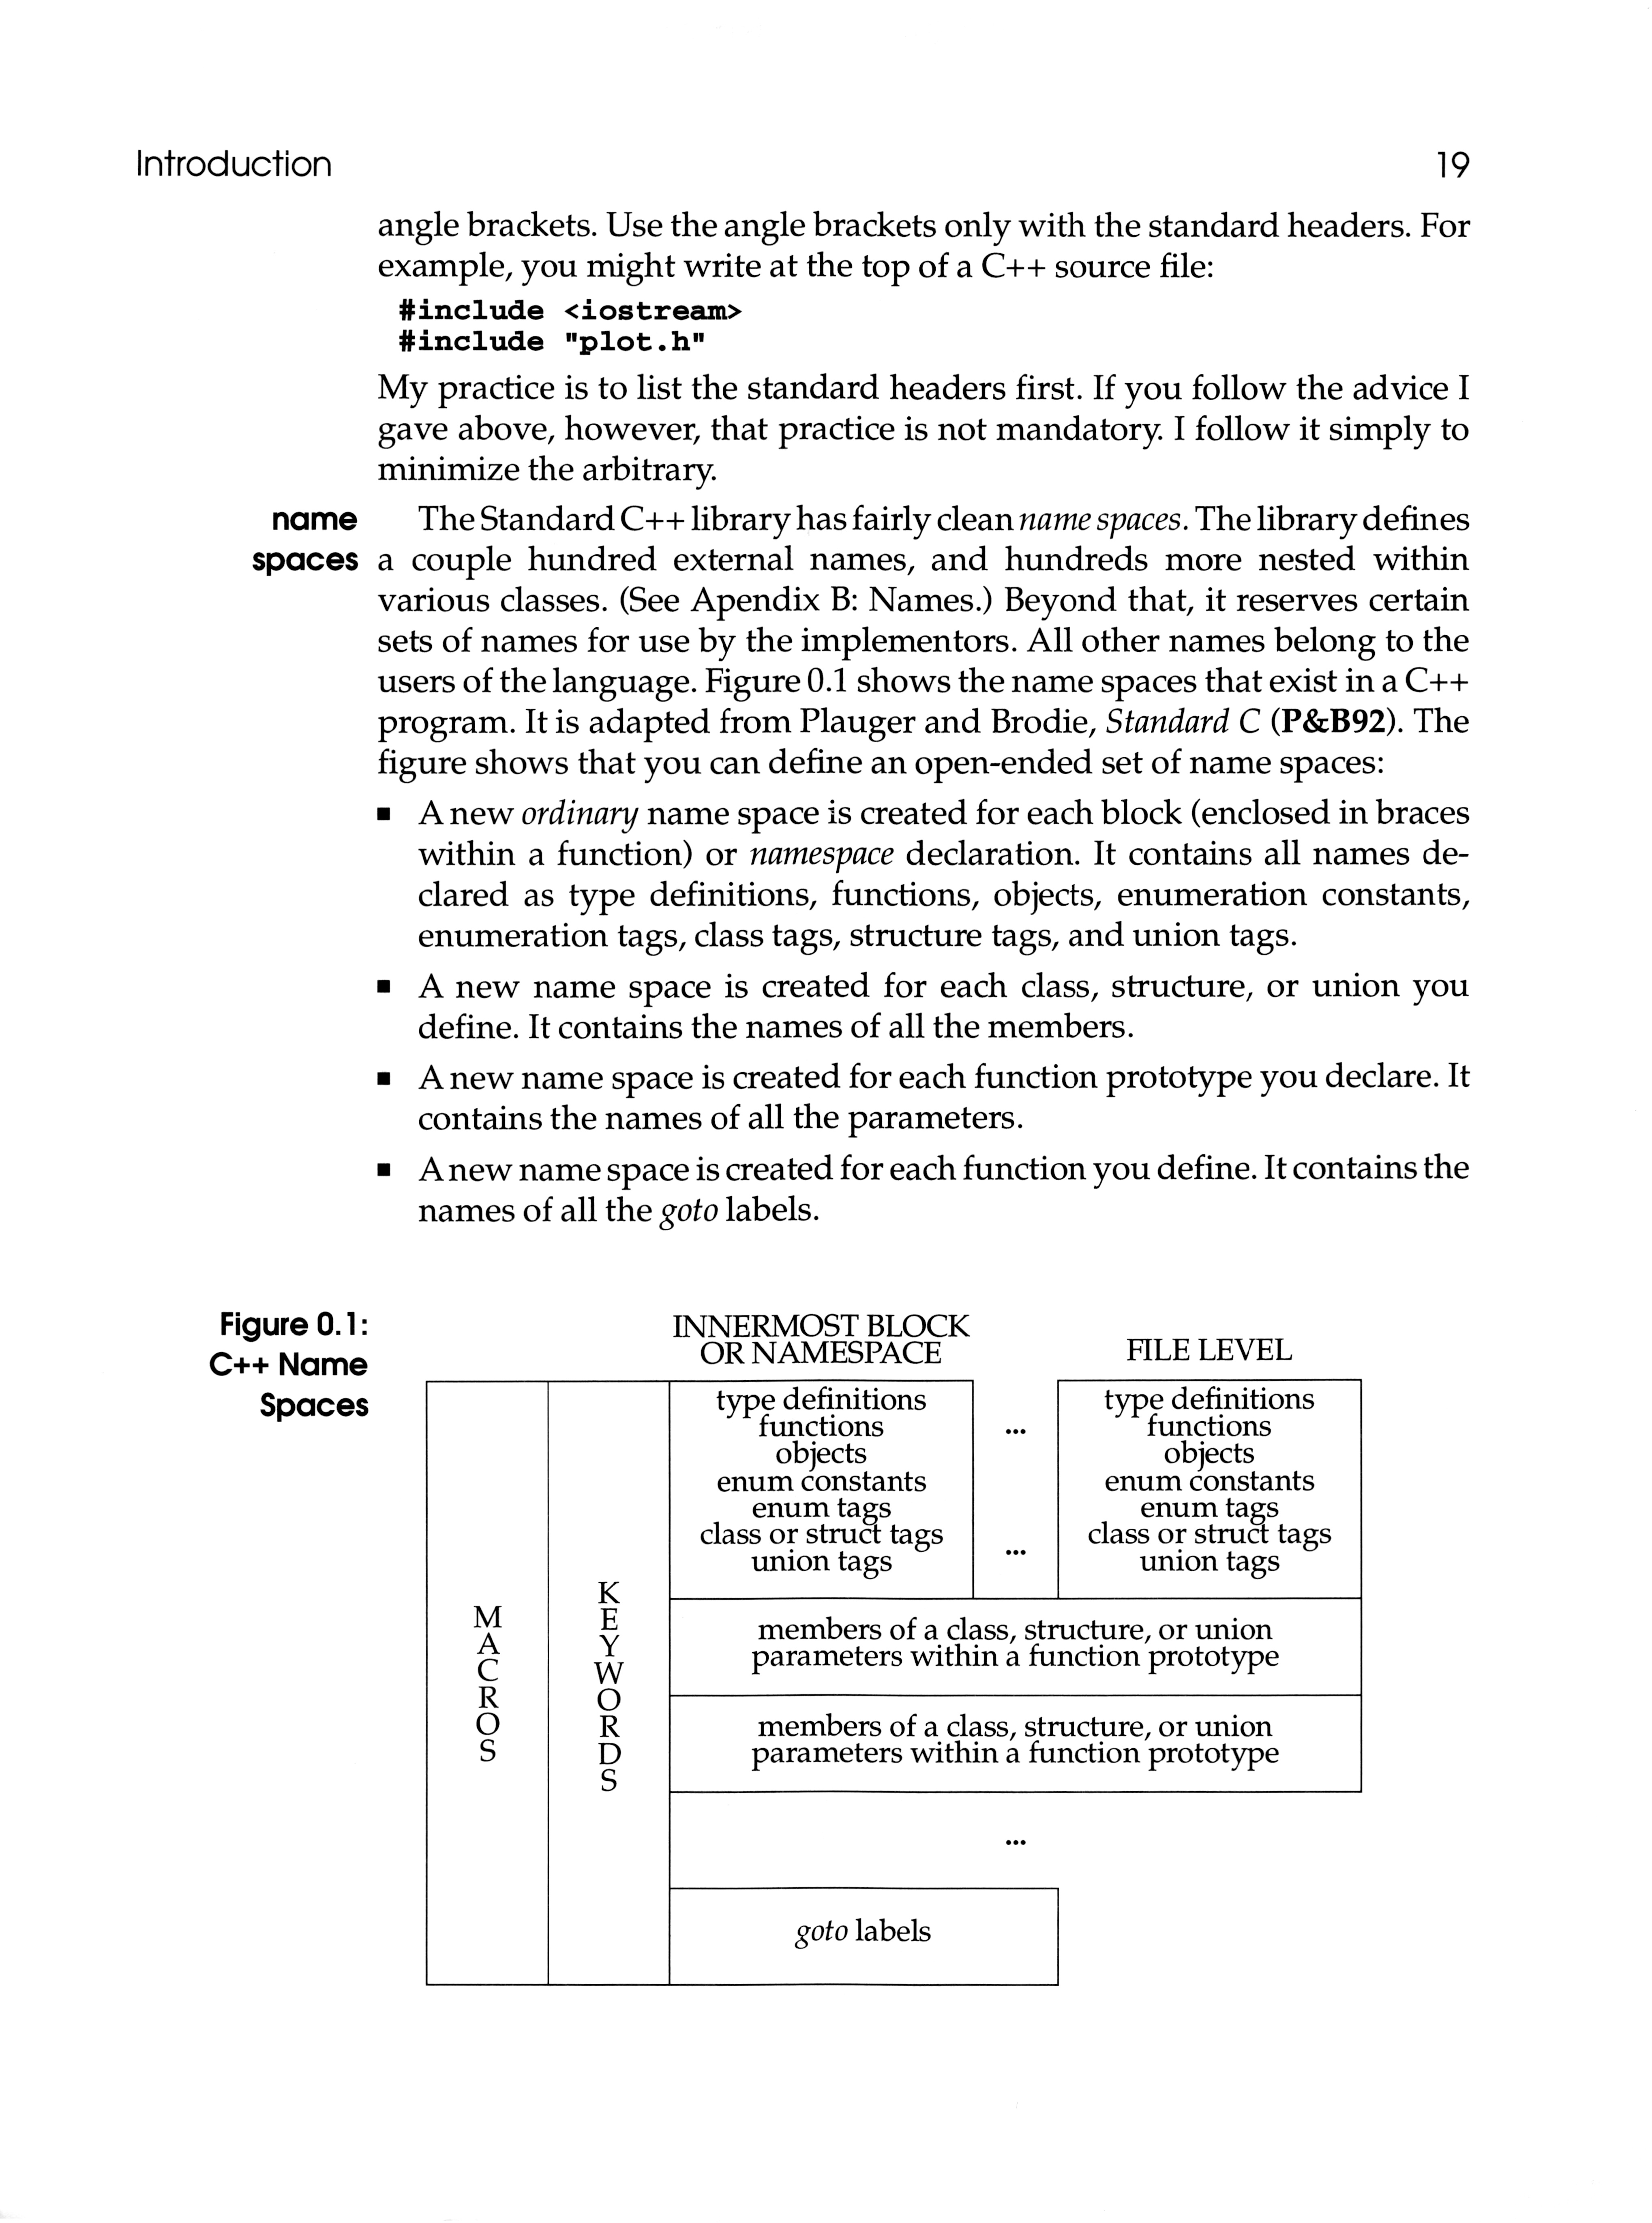 Introduction 19
angle brackets. Use the angle brackets only with the standard headers. For
example, you might write at the top of a C++ source file:
#include <iostream>
#include "plot.h"
My practice is to list the standard headers first. If you follow the advice I
gave above, however, that practice is not mandatory. I follow it simply to
minimize the arbitrary.
name The Standard C++ library has fairly clean name spaces. The library defines
spaces a couple hundred external names, and hundreds more nested within
various classes. (See Apendix B: Names.) Beyond that, it reserves certain
sets of names for use by the implementors. All other names belong to the
users of the language. Figure 0.1 shows the name spaces that exist in a C++
program. It is adapted from Plauger and Brodie, Standard C (P&B92). The
figure shows that you can define an open-ended set of name spaces:
▪ A new ordinary name space is created for each block (enclosed in braces
within a function) or namespace declaration. It contains all names de-
clared as type definitions, functions, objects, enumeration constants,
enumeration tags, class tags, structure tags, and union tags.
▪ A new name space is created for each class, structure, or union you
define. It contains the names of all the members.
▪ A new name space is created for each function prototype you declare. It
contains the names of all the parameters.
▪ A new name space is created for each function you define. It contains the
names of all the goto labels.
Figure 0.1:
C++ Name
Spaces
INNERMOST BLOCK
OR NAMESPACE
FILE LEVEL
MACROS
KEYWORDS
type definitions
functions
objects
enum constants
enum tags
class or struct tags
union tags
...
...
type definitions
functions
objects
enum constants
enum tags
class or struct tags
union tags
members of a class, structure, or union
parameters within a function prototype
members of a class, structure, or union
parameters within a function prototype
...
goto labels